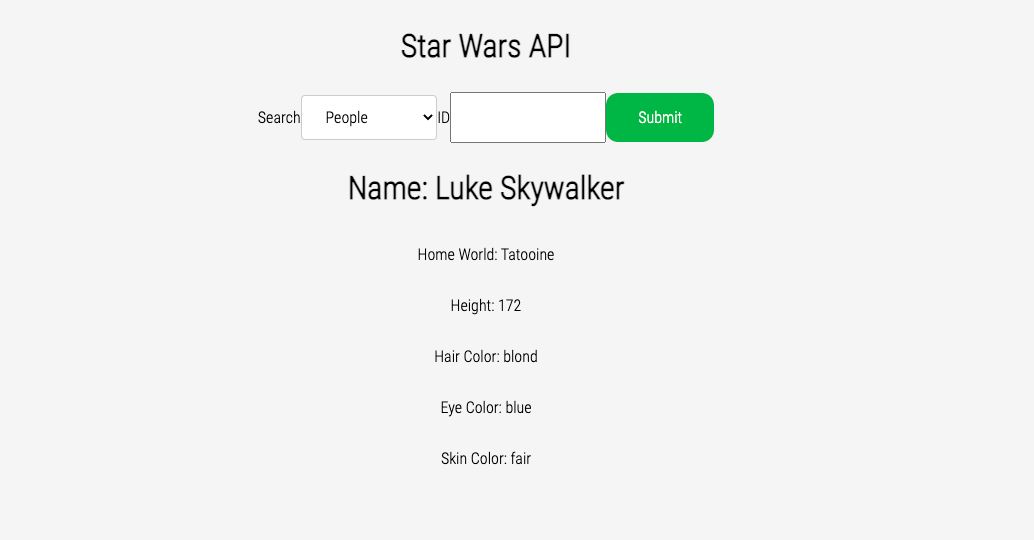 Star Wars API
Search People ID Submit
Name: Luke Skywalker
Home World: Tatooine
Height: 172
Hair Color: blond
Eye Color: blue
Skin Color: fair